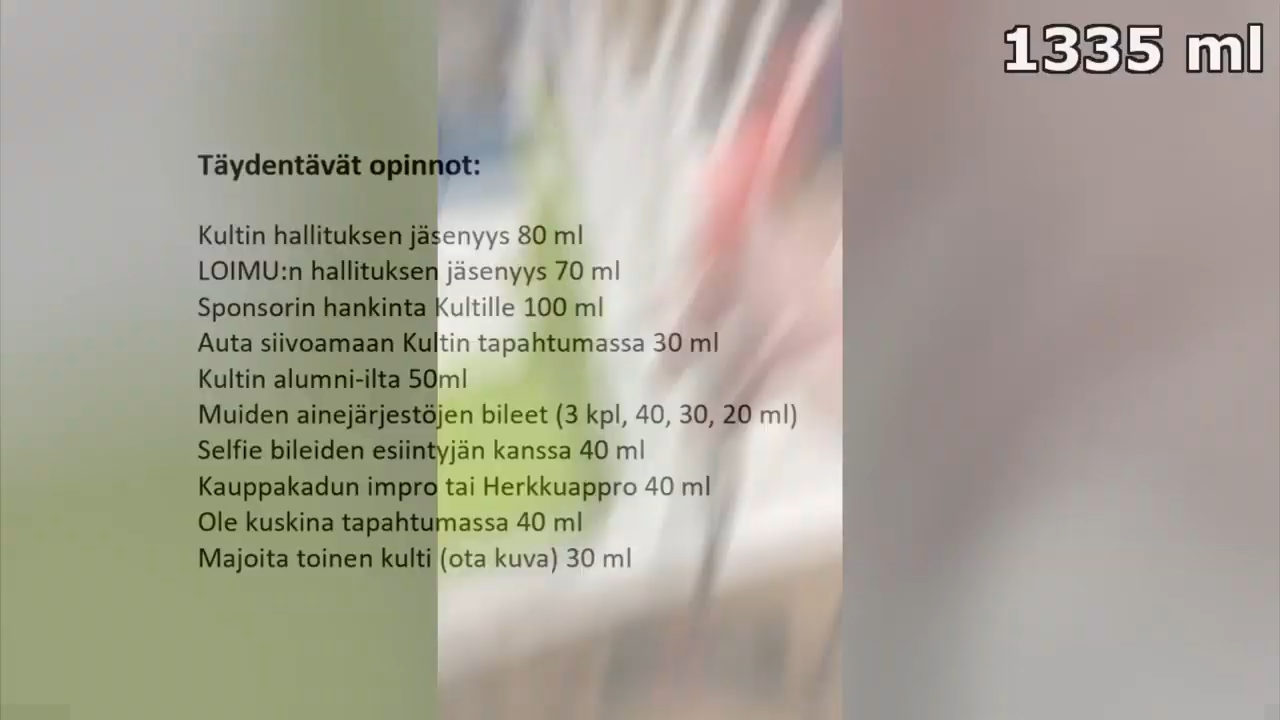 1335 ml
Täydentävät opinnot:
Kultin hallituksen jäsenyys 80 ml
LOIMU:n hallituksen jäsenyys 70 ml
Sponsorin hankinta Kultille 100 ml
Auta siivoamaan Kultin tapahtumassa 30 ml
Kultin alumni-ilta 50ml
Muiden ainejärjestöjen bileet (3 kpl, 40, 30, 20 ml)
Selfie bileiden esiintyjän kanssa 40 ml
Kauppakadun impro tai Herkkuappro 40 ml
Ole kuskina tapahtumassa 40 ml
Majoita toinen kulti (ota kuva) 30 ml